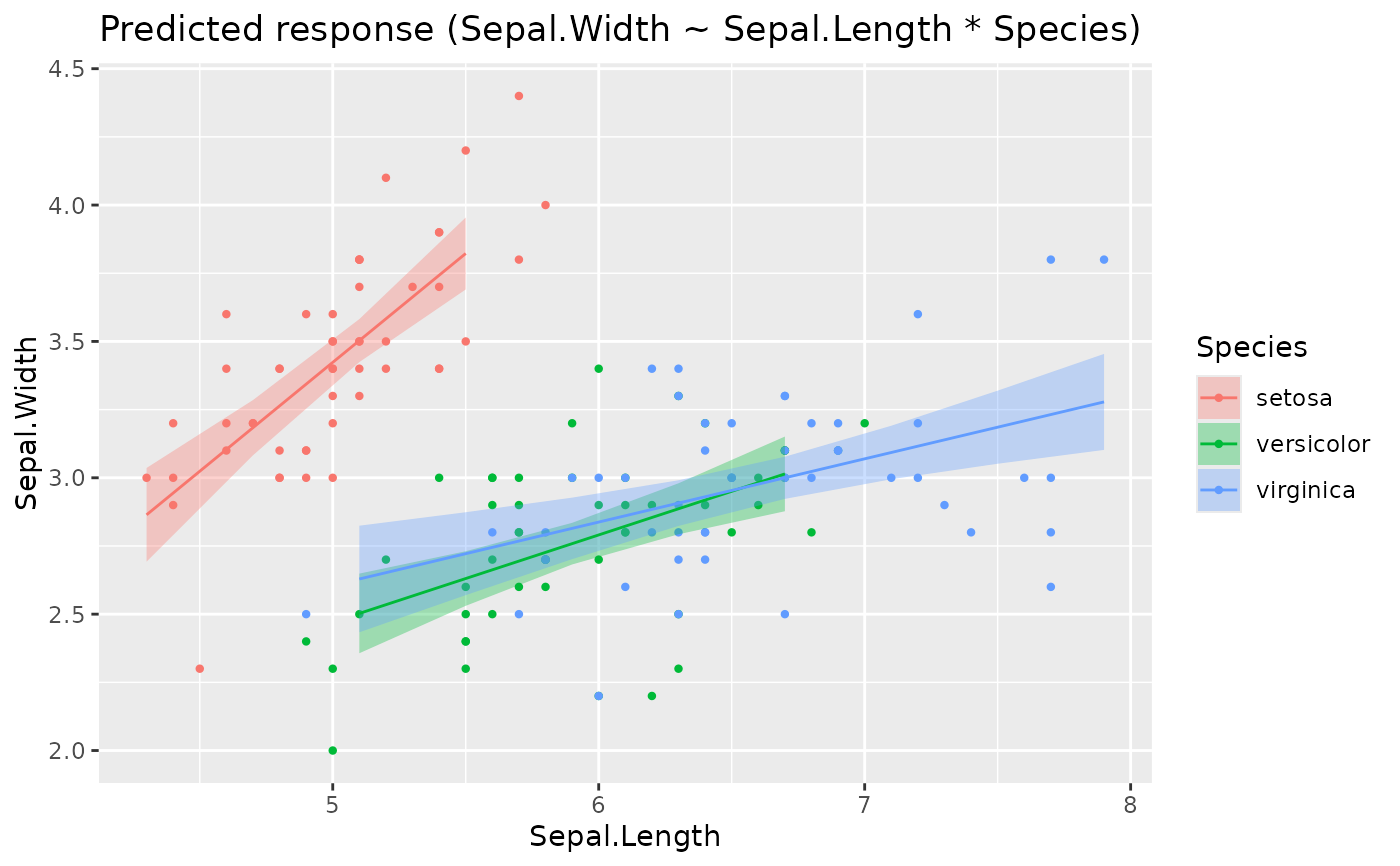 Predicted response (Sepal.Width ~ Sepal.Length * Species)
4.5
4.0
3.5
3.0
2.5
2.0
Sepal.Width
5 6 7 8
Sepal.Length
Species
setosa
versicolor
virginica